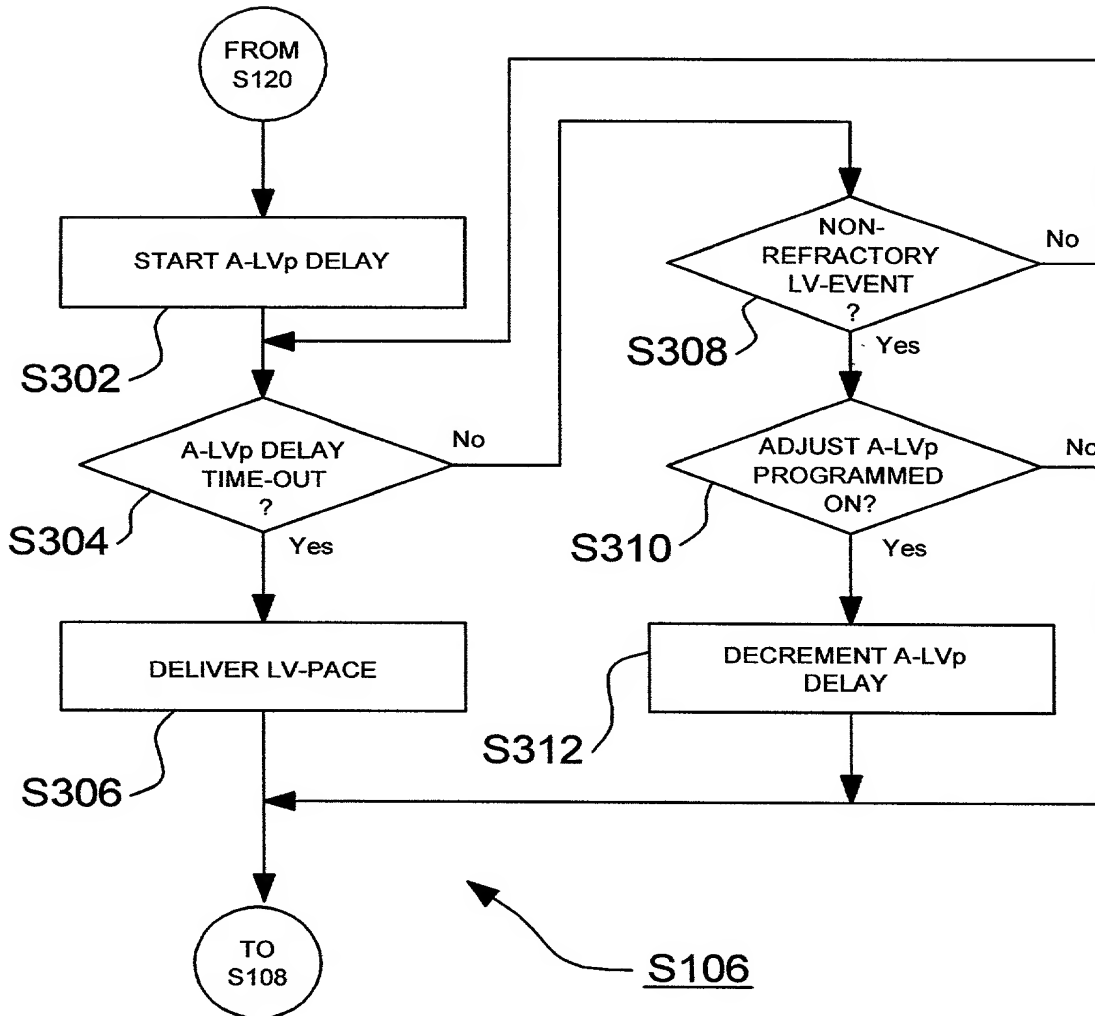 FROM
S120
START A-LVp DELAY
S302
A-LVp DELAY
TIME-OUT
?
No
Yes
S304
DELIVER LV-PACE
S306
TO
S108
NON-
REFRACTORY
LV-EVENT
?
No
Yes
S308
ADJUST A-LVp
PROGRAMMED
ON?
No
Yes
S310
DECREMENT A-LVp
DELAY
S312
S106